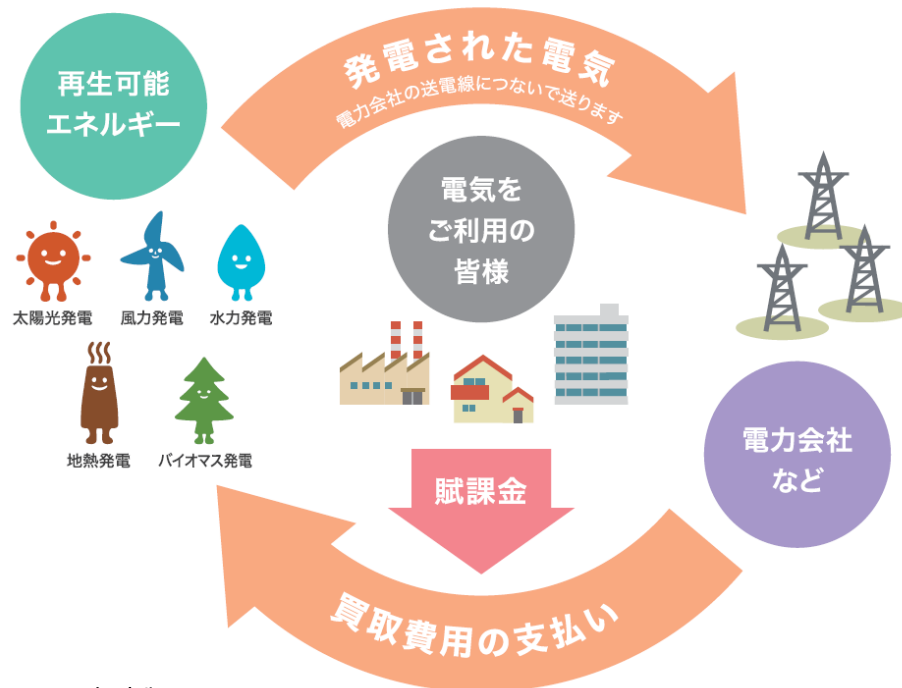 再生可能
エネルギー
発電された電気
電力会社の送電線につないで送ります
電気を
ご利用の
皆様
太陽光発電
風力発電
水力発電
地熱発電
バイオマス発電
電力会社
など
賦課金
買取費用の支払い